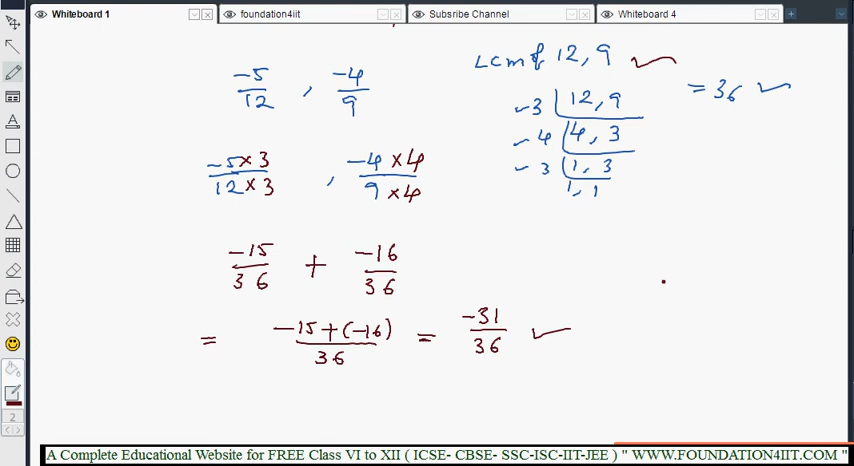 Whiteboard 1 foundation4iit Subsribe Channel Whiteboard 4
-5/12 , -4/9
LCM of 12, 9 ✓
= 36 ✓
✓3 | 12, 9
✓4 | 4, 3
✓3 | 1, 3
1, 1
-5×3/12×3 , -4×4/9×4
-15/36 + -16/36
= -15+(-16)/36 = -31/36 ✓
2
A Complete Educational Website for FREE Class VI to XII ( ICSE- CBSE- SSC-ISC-IIT-JEE ) " WWW.FOUNDATION4IIT.COM "